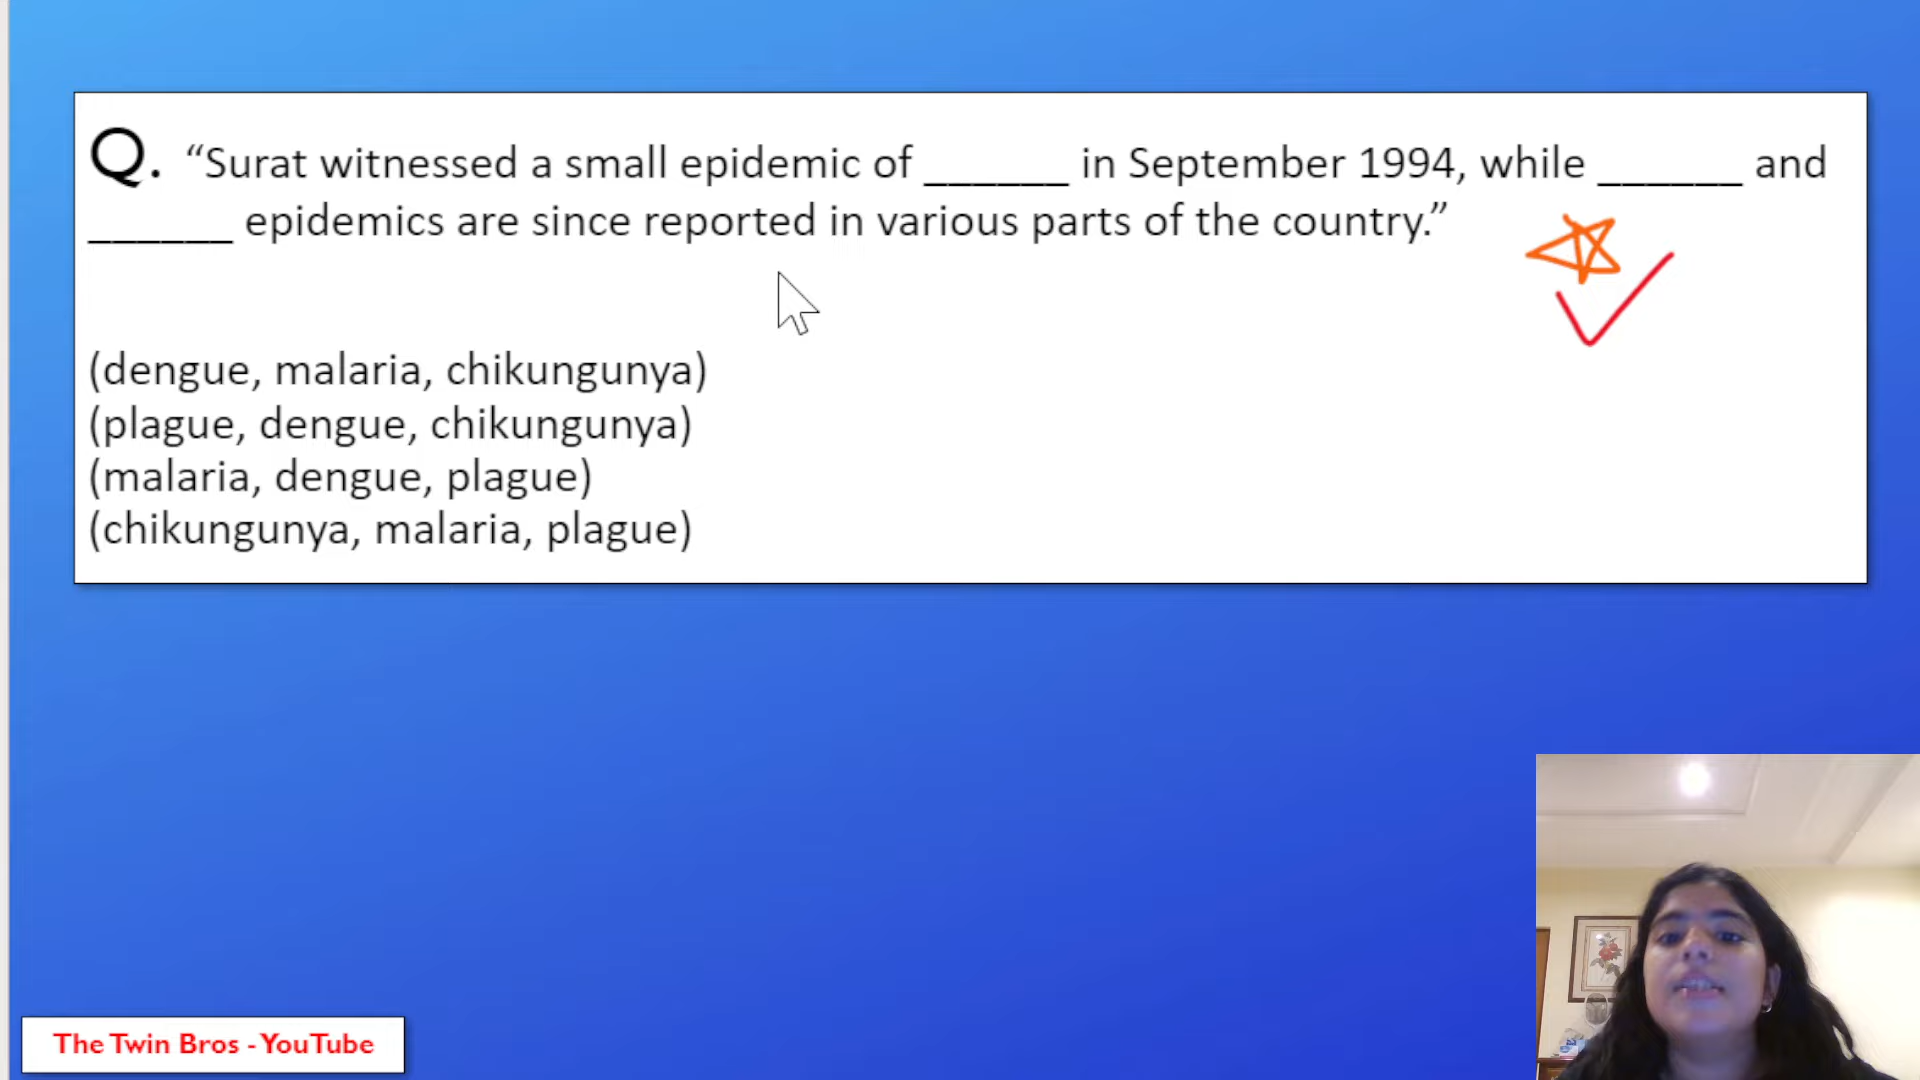 Q. “Surat witnessed a small epidemic of ______ in September 1994, while ______ and
______ epidemics are since reported in various parts of the country.”
(dengue, malaria, chikungunya)
(plague, dengue, chikungunya)
(malaria, dengue, plague)
(chikungunya, malaria, plague)
The Twin Bros - YouTube